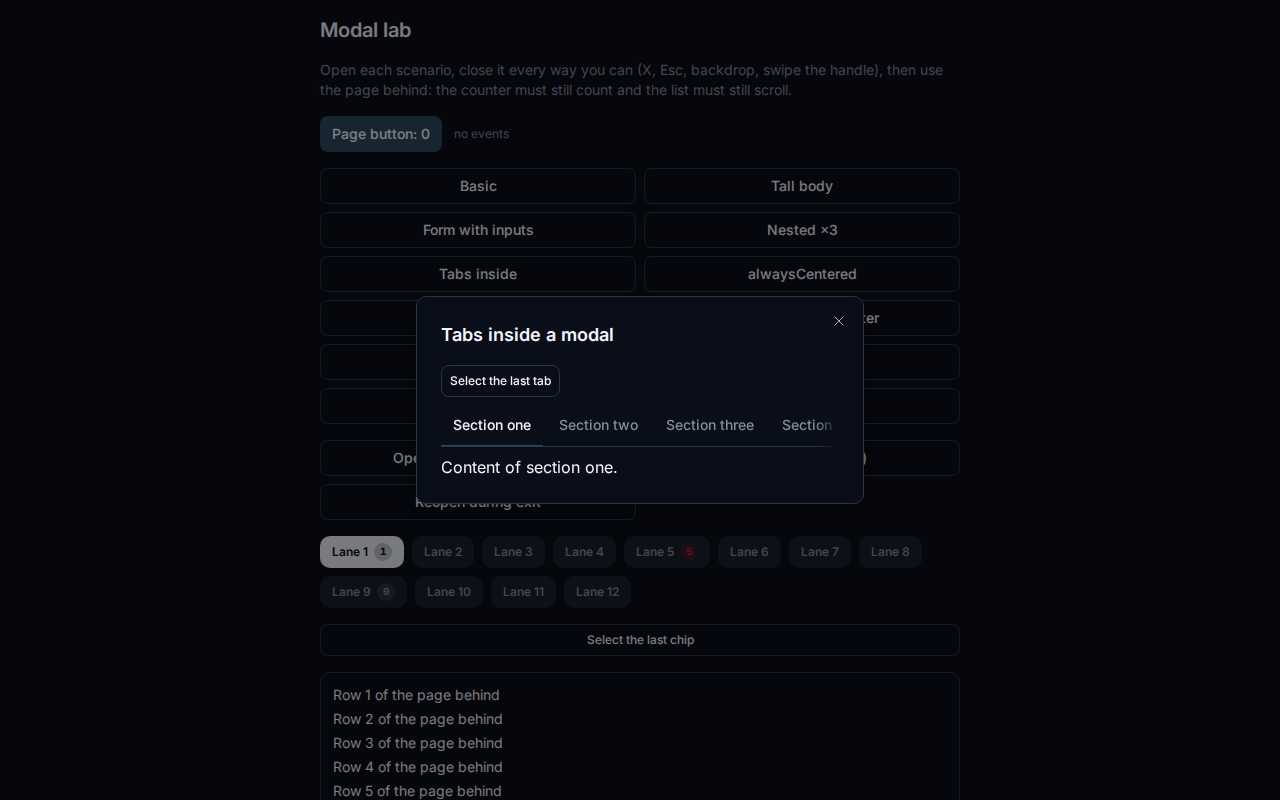 Modal lab
Open each scenario, close it every way you can (X, Esc, backdrop, swipe the handle), then use
the page behind: the counter must still count and the list must still scroll.
Page button: 0 no events
Basic Tall body
Form with inputs Nested ×3
Tabs inside alwaysCentered
Tabs inside a modal
Select the last tab
Section one Section two Section three Section
Content of section one.
Reopen during exit
Lane 1 1 Lane 2 Lane 3 Lane 4 Lane 5 5 Lane 6 Lane 7 Lane 8
Lane 9 9 Lane 10 Lane 11 Lane 12
Select the last chip
Row 1 of the page behind
Row 2 of the page behind
Row 3 of the page behind
Row 4 of the page behind
Row 5 of the page behind